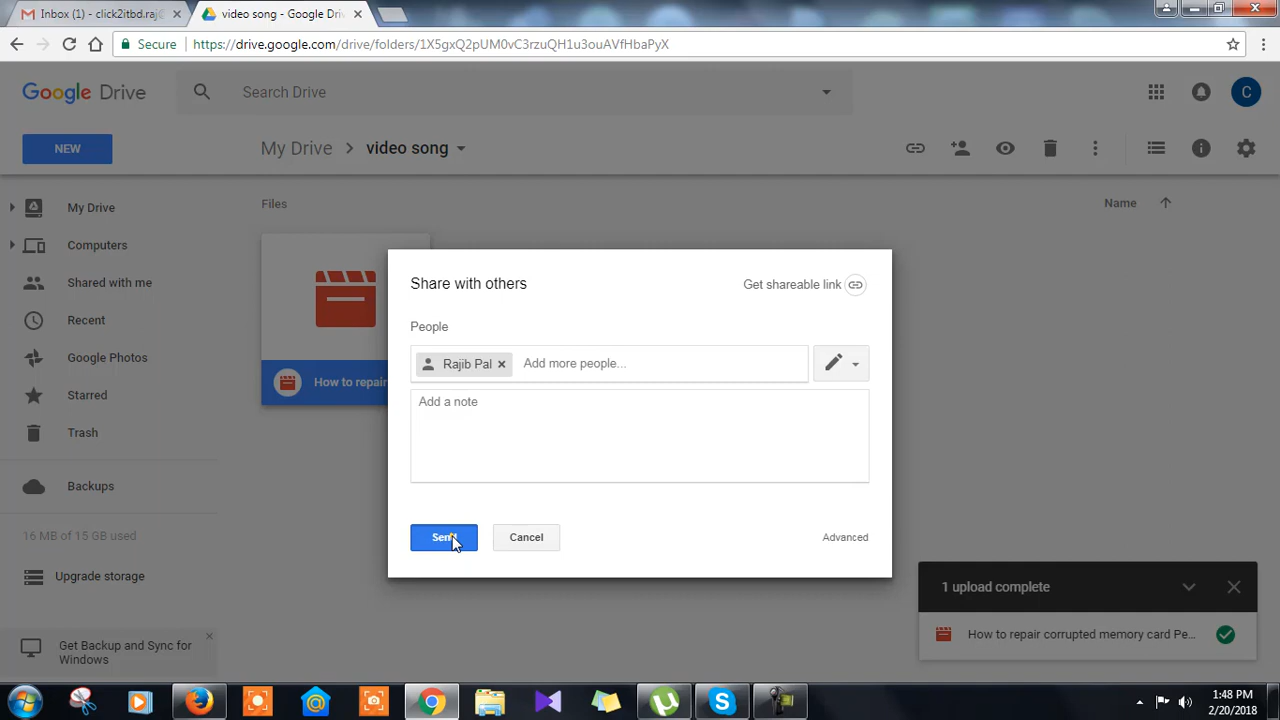 Inbox (1) - click2itbd.raj@
video song - Google Dri
Secure
https://drive.google.com/drive/folders/1X5gxQ2pUM0vC3rzuQH1u3ouAVfHbaPyX
Google Drive
Search Drive
C
NEW
My Drive
video song
My Drive
Computers
Shared with me
Recent
Google Photos
Starred
Trash
Backups
16 MB of 15 GB used
Upgrade storage
Get Backup and Sync for
Windows
Files
Name
How to repair
Share with others
Get shareable link
People
Rajib Pal
Add more people...
Add a note
Send
Cancel
Advanced
1 upload complete
How to repair corrupted memory card Pe...
1:48 PM
2/20/2018